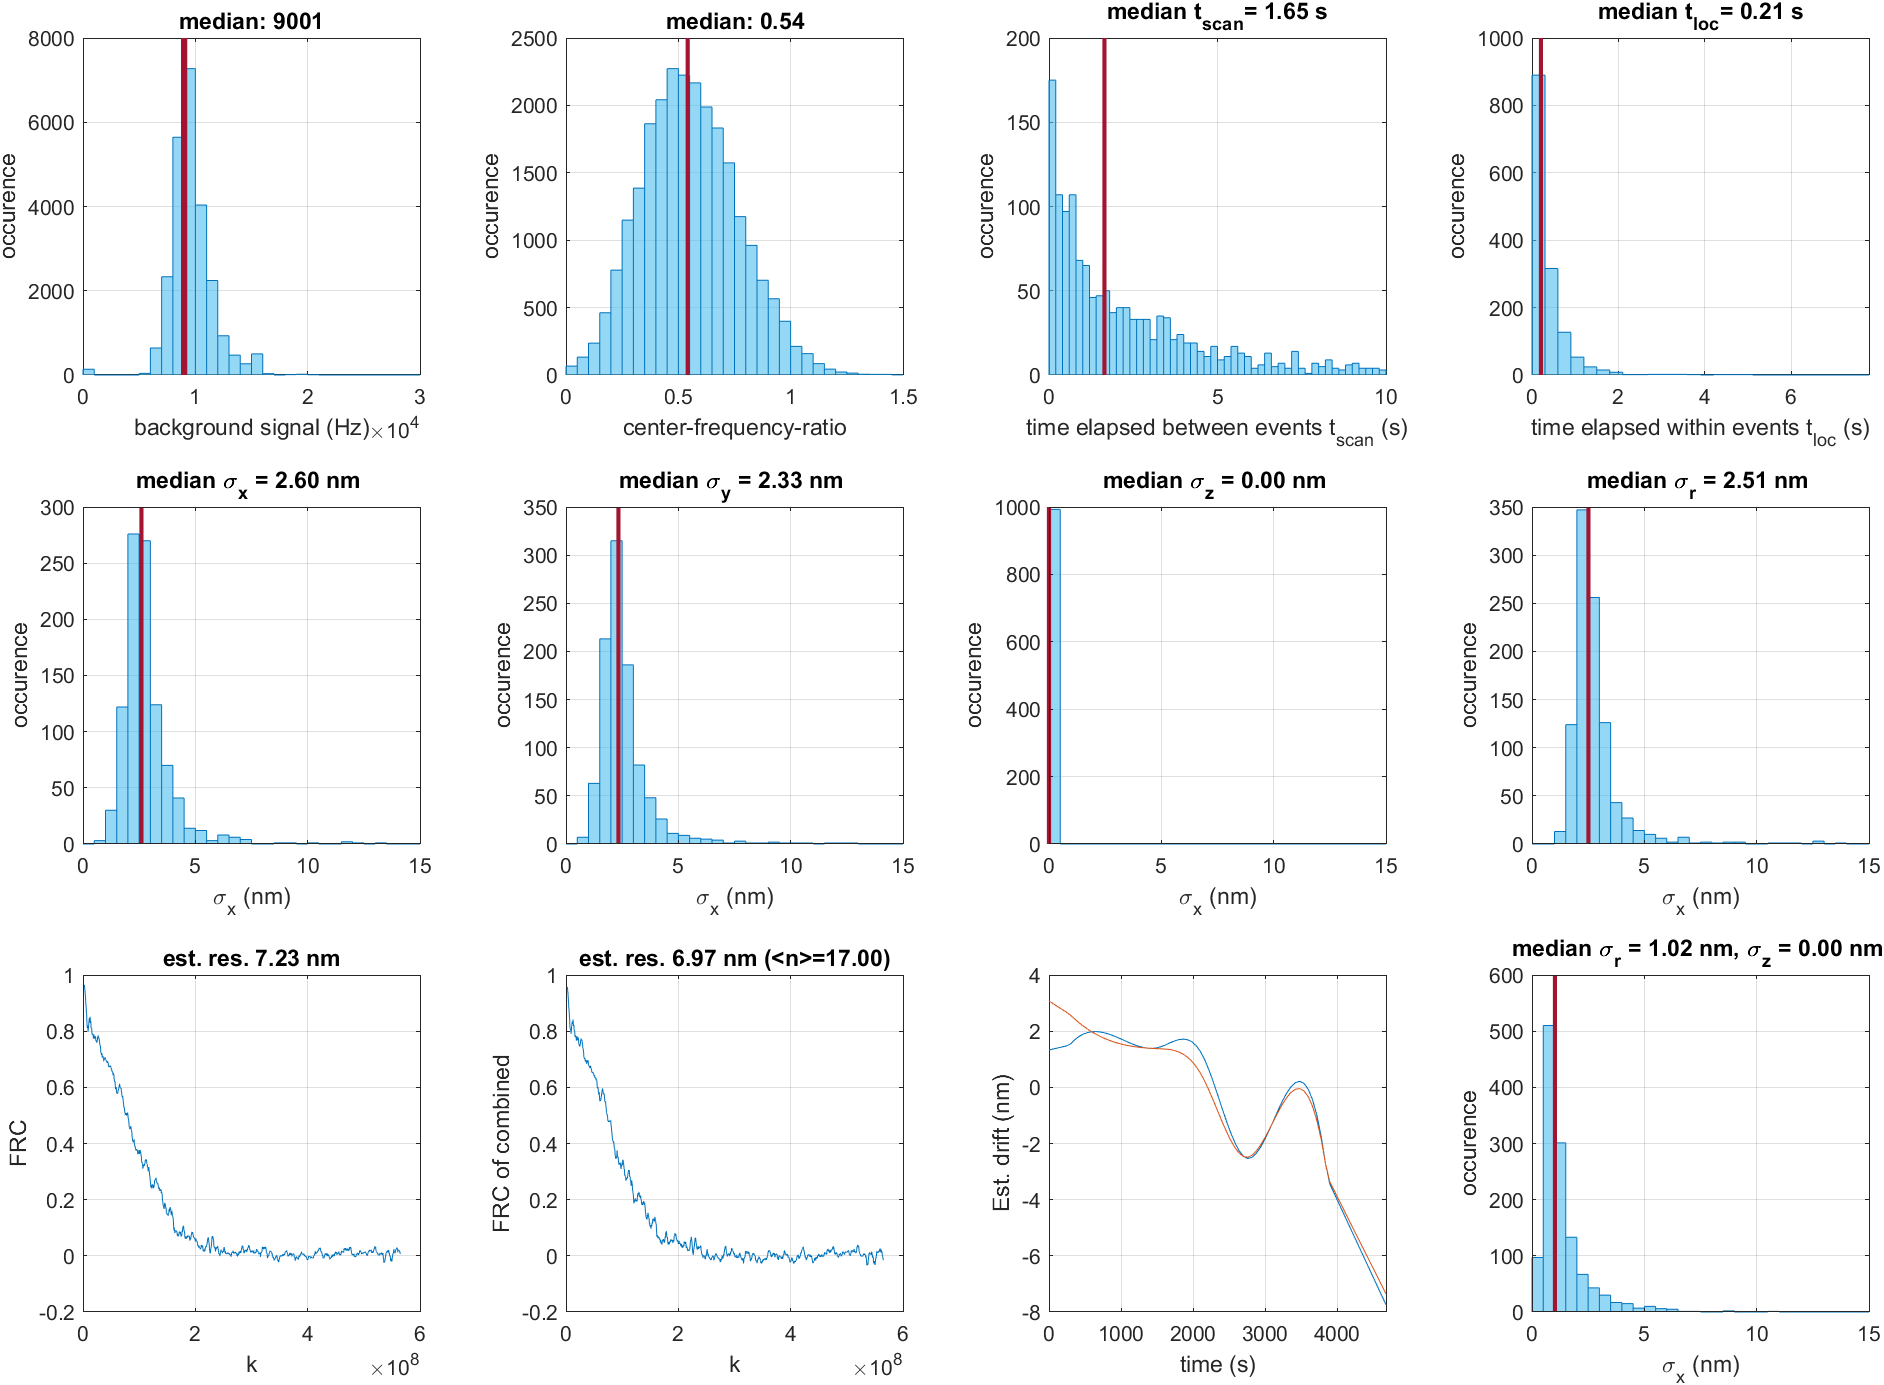 median: 9001
8000
6000
4000
2000
0
occurence
0 1 2 3
background signal (Hz) ×10⁴
median: 0.54
2500
2000
1500
1000
500
0
occurence
0 0.5 1 1.5
center-frequency-ratio
median t_scan= 1.65 s
200
150
100
50
0
occurence
0 5 10
time elapsed between events t_scan (s)
median t_loc= 0.21 s
1000
800
600
400
200
0
occurence
0 2 4 6
time elapsed within events t_loc (s)
median σ_x = 2.60 nm
300
250
200
150
100
50
0
occurence
0 5 10 15
σ_x (nm)
median σ_y = 2.33 nm
350
300
250
200
150
100
50
0
occurence
0 5 10 15
σ_x (nm)
median σ_z = 0.00 nm
1000
800
600
400
200
0
occurence
0 5 10 15
σ_x (nm)
median σ_r = 2.51 nm
350
300
250
200
150
100
50
0
occurence
0 5 10 15
σ_x (nm)
est. res. 7.23 nm
1
0.8
0.6
0.4
0.2
0
-0.2
FRC
0 2 4 6
k ×10⁸
est. res. 6.97 nm (<n>=17.00)
1
0.8
0.6
0.4
0.2
0
-0.2
FRC of combined
0 2 4 6
k ×10⁸
4
2
0
-2
-4
-6
-8
Est. drift (nm)
0 1000 2000 3000 4000
time (s)
median σ_r = 1.02 nm, σ_z = 0.00 nm
600
500
400
300
200
100
0
occurence
0 5 10 15
σ_x (nm)